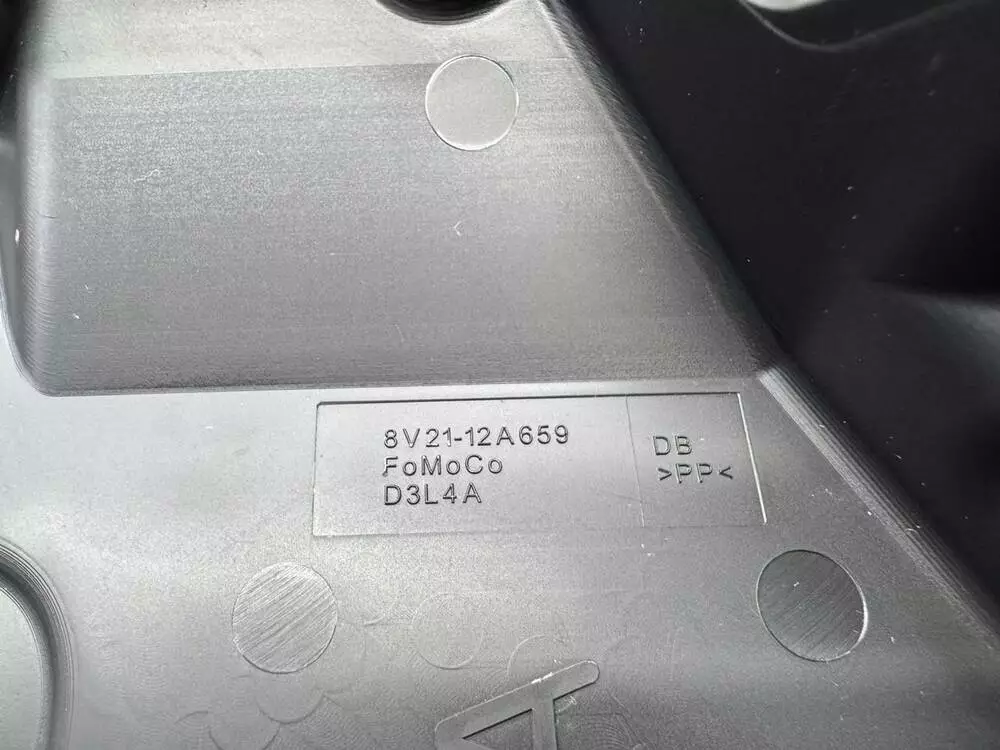 8V21-12A659
FoMoCo
D3L4A
DB
>PP<
A